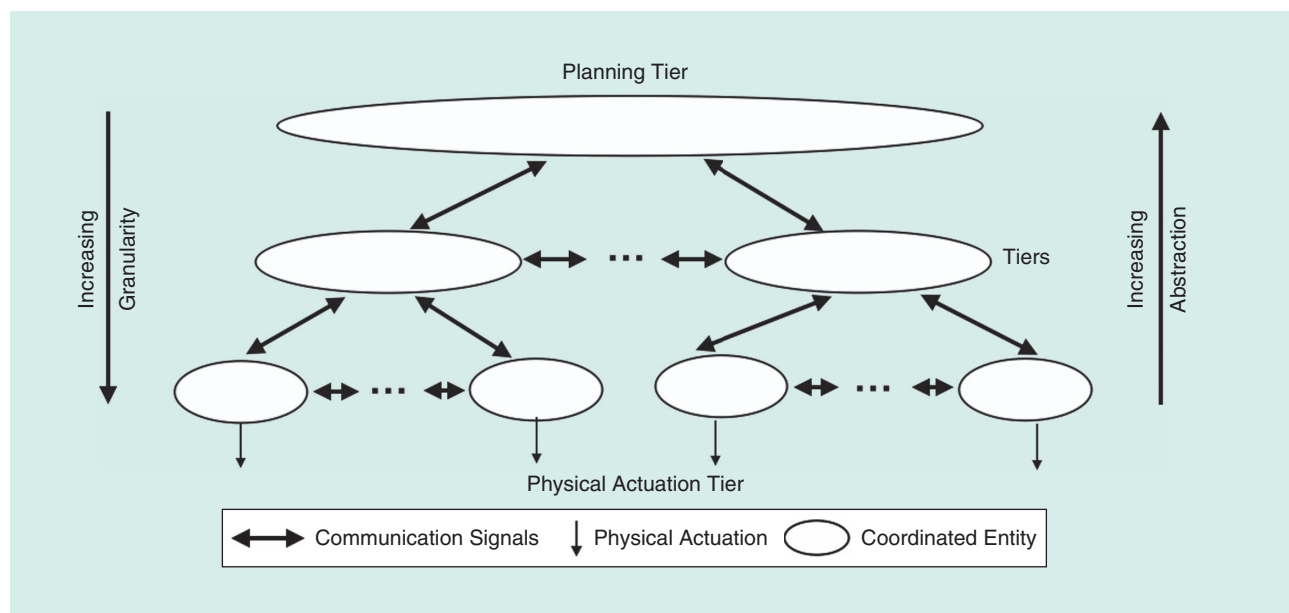 Planning Tier
Increasing
Granularity
Tiers
Increasing
Abstraction
Physical Actuation Tier
Communication Signals
Physical Actuation
Coordinated Entity